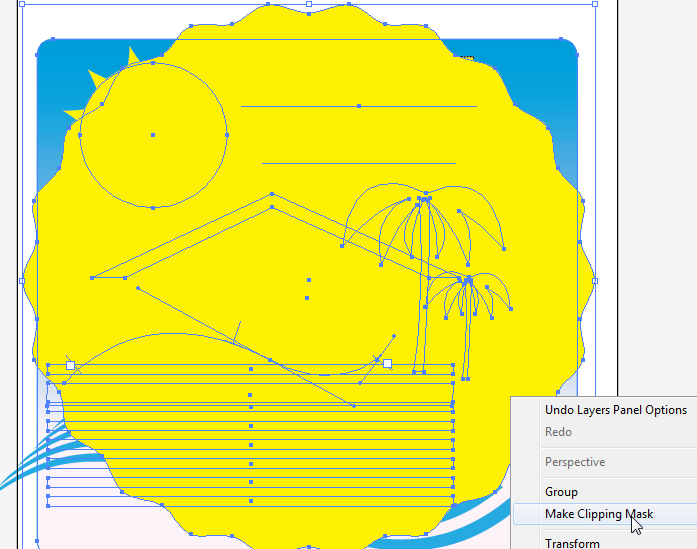 Undo Layers Panel Options
Redo
Perspective
Group
Make Clipping Mask
Transform